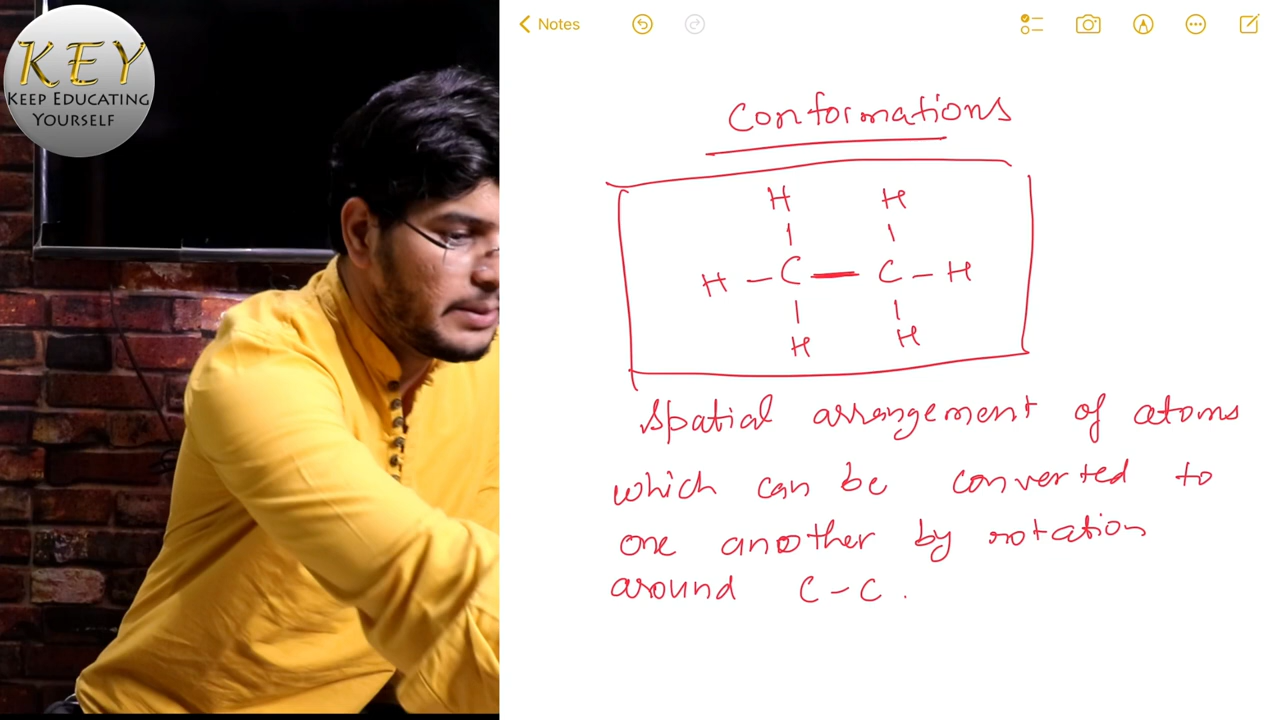 KEY
KEEP EDUCATING
YOURSELF
Notes
Conformations
H H
H – C — C – H
H H
Spatial arrangement of atoms
which can be converted to
one another by rotation
around C – C .